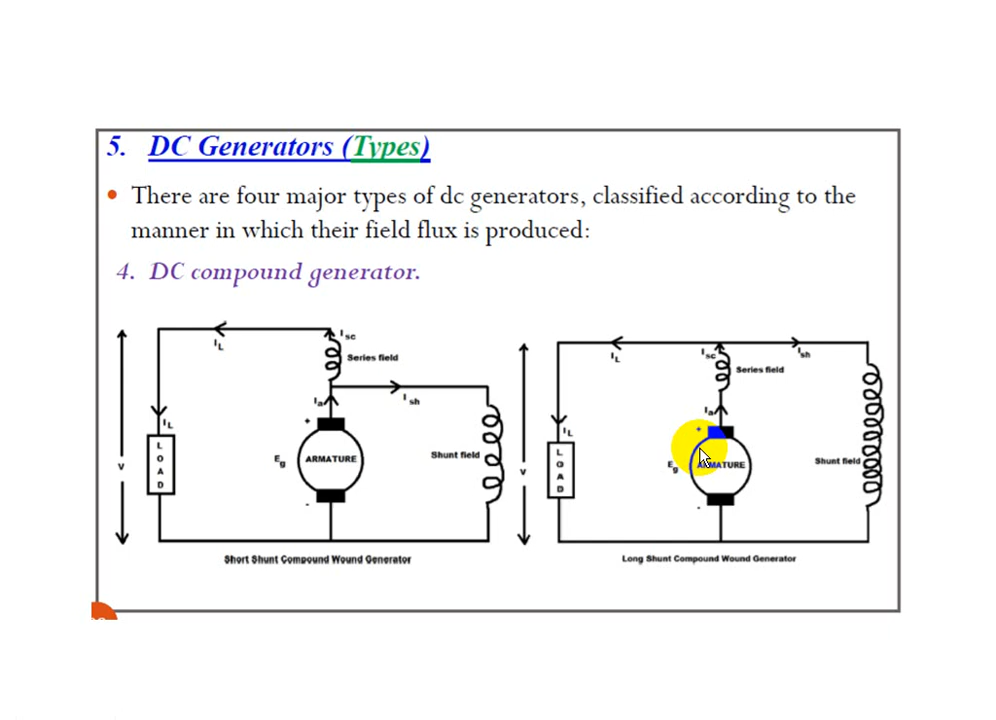 5. DC Generators (Types)
• There are four major types of dc generators, classified according to the
manner in which their field flux is produced:
4. DC compound generator.
Isc
IL
Series field
Ia
Ish
IL
+
LOAD
V
Eg
ARMATURE
Shunt field
-
Short Shunt Compound Wound Generator
IL
Isc
Ish
Series field
Ia
IL
+
LOAD
V
Eg
ARMATURE
Shunt field
-
Long Shunt Compound Wound Generator